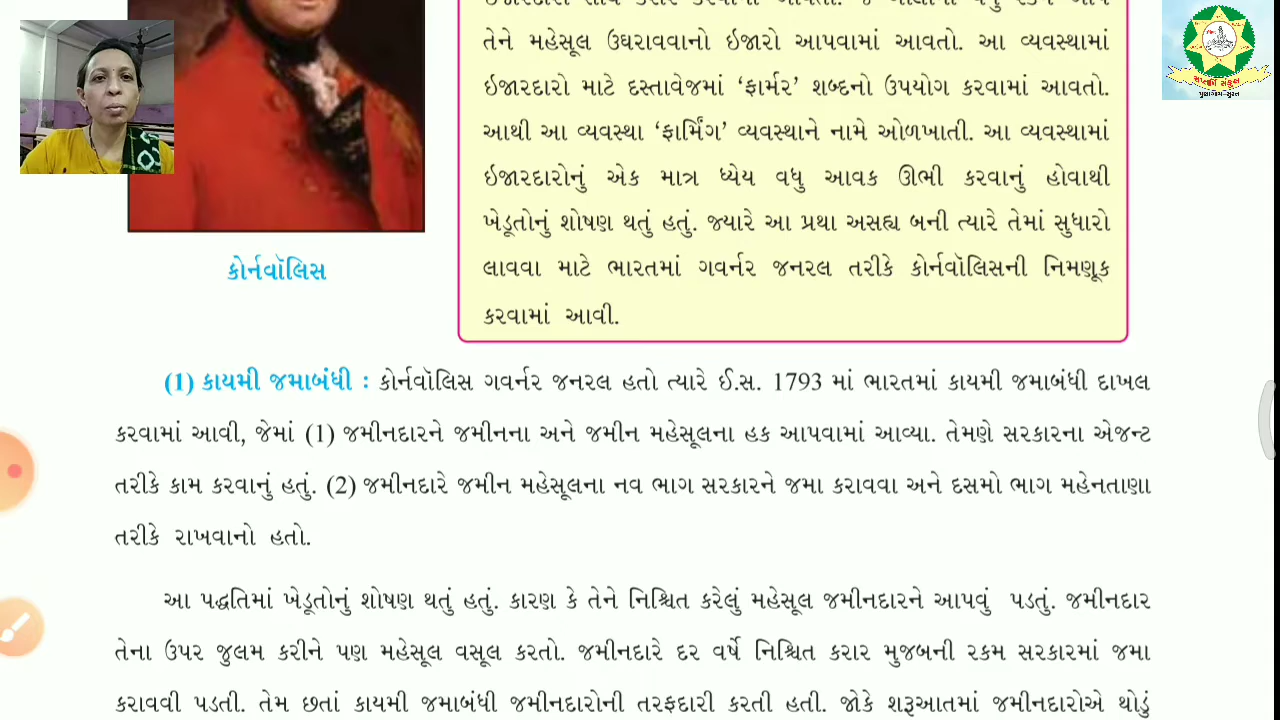 તેને મહેસૂલ ઉઘરાવવાનો ઇજારો આપવામાં આવતો. આ વ્યવસ્થામાં
ઇજારદારો માટે દસ્તાવેજમાં ‘ફાર્મર’ શબ્દનો ઉપયોગ કરવામાં આવતો.
આથી આ વ્યવસ્થા ‘ફાર્મિંગ’ વ્યવસ્થાને નામે ઓળખાતી. આ વ્યવસ્થામાં
ઇજારદારોનું એક માત્ર ધ્યેય વધુ આવક ઊભી કરવાનું હોવાથી
ખેડૂતોનું શોષણ થતું હતું. જ્યારે આ પ્રથા અસહ્ય બની ત્યારે તેમાં સુધારો
લાવવા માટે ભારતમાં ગવર્નર જનરલ તરીકે કોર્નવૉલિસની નિમણૂક
કરવામાં આવી.
કોર્નવૉલિસ
(1) કાયમી જમાબંધી : કોર્નવૉલિસ ગવર્નર જનરલ હતો ત્યારે ઈ.સ. 1793 માં ભારતમાં કાયમી જમાબંધી દાખલ
કરવામાં આવી, જેમાં (1) જમીનદારને જમીનના અને જમીન મહેસૂલના હક આપવામાં આવ્યા. તેમણે સરકારના એજન્ટ
તરીકે કામ કરવાનું હતું. (2) જમીનદારે જમીન મહેસૂલના નવ ભાગ સરકારને જમા કરાવવા અને દસમો ભાગ મહેનતાણા
તરીકે રાખવાનો હતો.
આ પદ્ધતિમાં ખેડૂતોનું શોષણ થતું હતું. કારણ કે તેને નિશ્ચિત કરેલું મહેસૂલ જમીનદારને આપવું પડતું. જમીનદાર
તેના ઉપર જુલમ કરીને પણ મહેસૂલ વસૂલ કરતો. જમીનદારે દર વર્ષે નિશ્ચિત કરાર મુજબની રકમ સરકારમાં જમા
કરાવવી પડતી. તેમ છતાં કાયમી જમાબંધી જમીનદારોની તરફદારી કરતી હતી. જોકે શરૂઆતમાં જમીનદારોએ થોડું